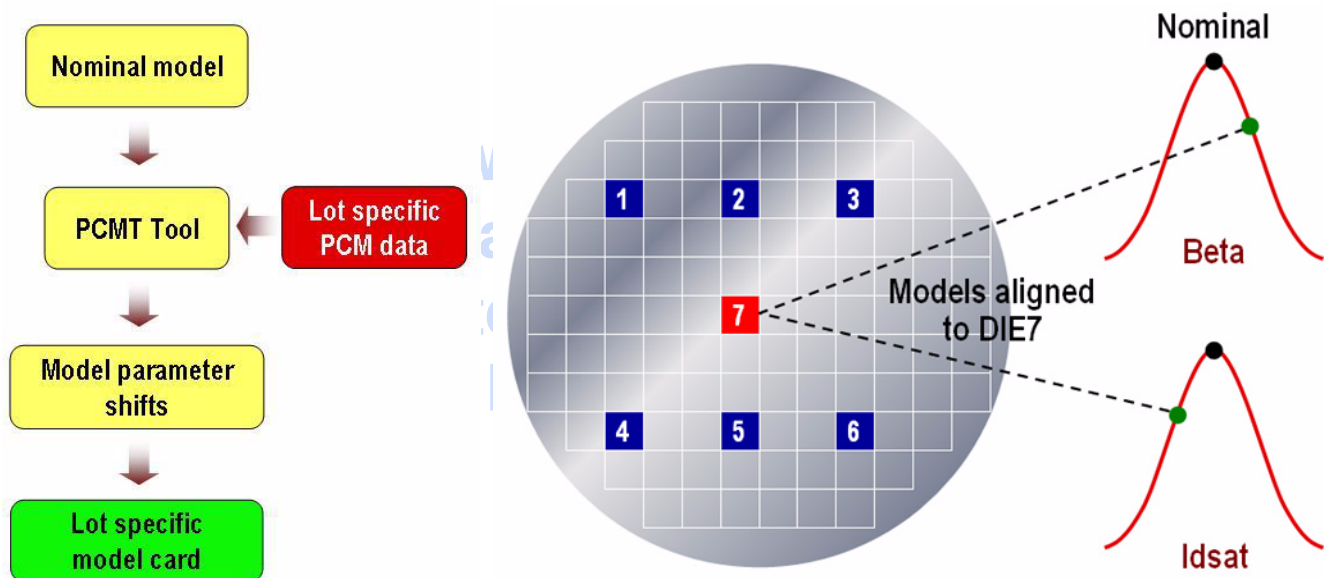 Nominal model
PCMT Tool
Lot specific
PCM data
Model parameter
shifts
Lot specific
model card
1
2
3
7
4
5
6
Nominal
Beta
Models aligned
to DIE7
Idsat